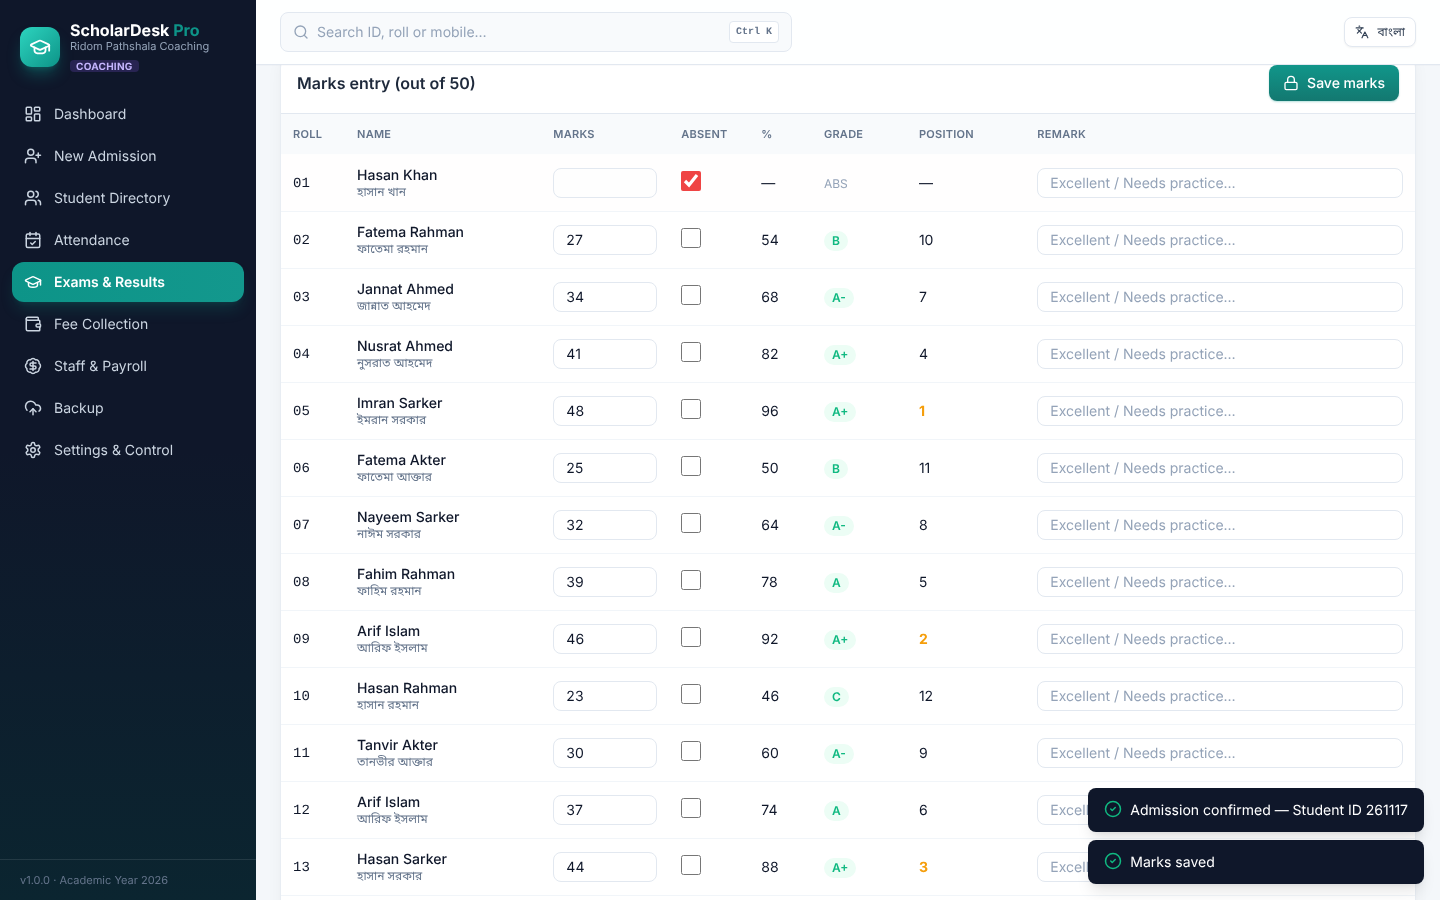 ScholarDesk Pro
Ridom Pathshala Coaching
COACHING
Dashboard
New Admission
Student Directory
Attendance
Exams & Results
Fee Collection
Staff & Payroll
Backup
Settings & Control
v1.0.0 · Academic Year 2026
Search ID, roll or mobile... Ctrl K
বাংলা
Marks entry (out of 50) Save marks
ROLL NAME MARKS ABSENT % GRADE POSITION REMARK
01 Hasan Khan — ABS — Excellent / Needs practice...
হাসান খান
02 Fatema Rahman 27 54 B 10 Excellent / Needs practice...
ফাতেমা রহমান
03 Jannat Ahmed 34 68 A- 7 Excellent / Needs practice...
জান্নাত আহমেদ
04 Nusrat Ahmed 41 82 A+ 4 Excellent / Needs practice...
নুসরাত আহমেদ
05 Imran Sarker 48 96 A+ 1 Excellent / Needs practice...
ইমরান সরকার
06 Fatema Akter 25 50 B 11 Excellent / Needs practice...
ফাতেমা আক্তার
07 Nayeem Sarker 32 64 A- 8 Excellent / Needs practice...
নাঈম সরকার
08 Fahim Rahman 39 78 A 5 Excellent / Needs practice...
ফাহিম রহমান
09 Arif Islam 46 92 A+ 2 Excellent / Needs practice...
আরিফ ইসলাম
10 Hasan Rahman 23 46 C 12 Excellent / Needs practice...
হাসান রহমান
11 Tanvir Akter 30 60 A- 9 Excellent / Needs practice...
তানভীর আক্তার
12 Arif Islam 37 74 A 6 Excell
আরিফ ইসলাম
13 Hasan Sarker 44 88 A+ 3 Excell
হাসান সরকার
Admission confirmed — Student ID 261117
Marks saved